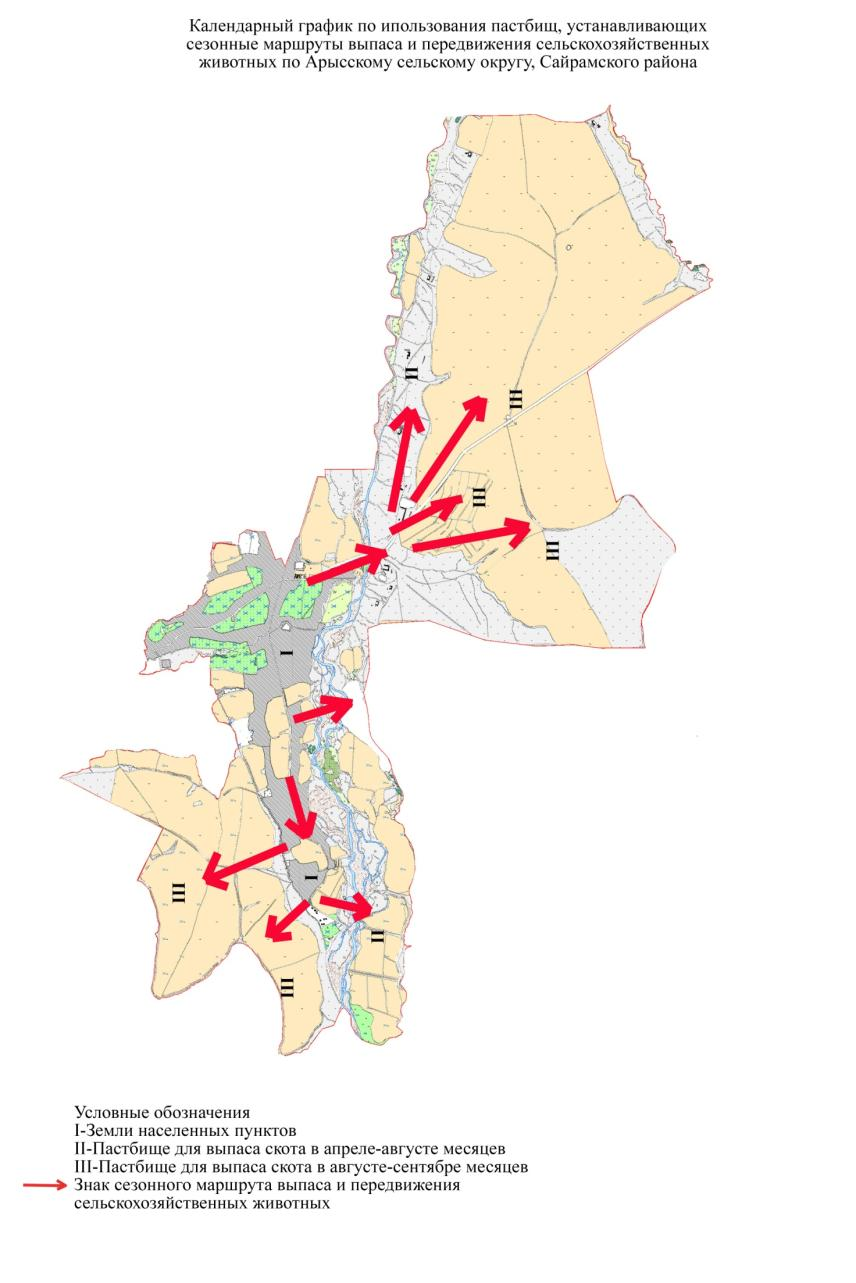 Календарный график по ипользования пастбищ, устанавливающих
сезонные маршруты выпаса и передвижения сельскохозяйственных
животных по Арысскому сельскому округу, Сайрамского района
II
III
III
III
I
I
III
II
III
Условные обозначения
I-Земли населенных пунктов
II-Пастбище для выпаса скота в апреле-августе месяцев
III-Пастбище для выпаса скота в августе-сентябре месяцев
Знак сезонного маршрута выпаса и передвижения
сельскохозяйственных животных